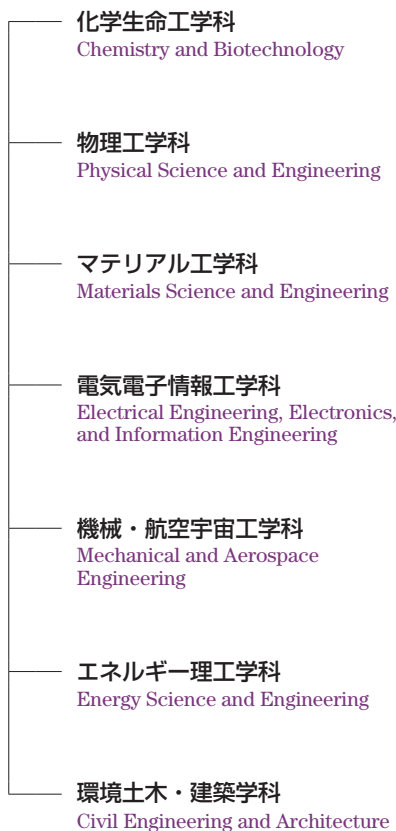 化学生命工学科
Chemistry and Biotechnology
物理工学科
Physical Science and Engineering
マテリアル工学科
Materials Science and Engineering
電気電子情報工学科
Electrical Engineering, Electronics,
and Information Engineering
機械・航空宇宙工学科
Mechanical and Aerospace
Engineering
エネルギー理工学科
Energy Science and Engineering
環境土木・建築学科
Civil Engineering and Architecture